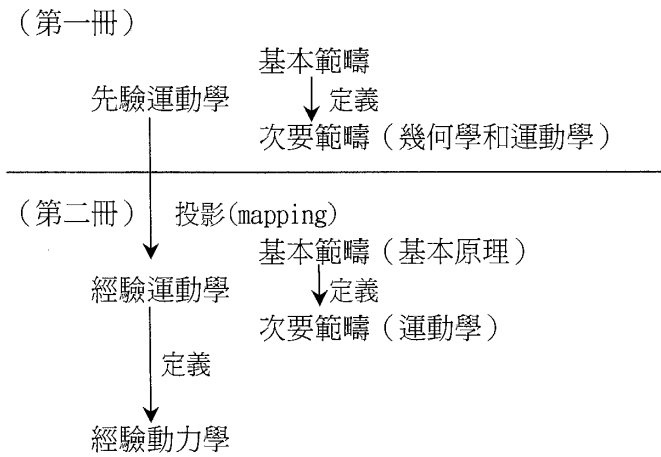 （第一冊）
基本範疇
先驗運動學
定義
次要範疇（幾何學和運動學）
（第二冊）
投影(mapping)
基本範疇（基本原理）
經驗運動學
定義
次要範疇（運動學）
定義
經驗動力學